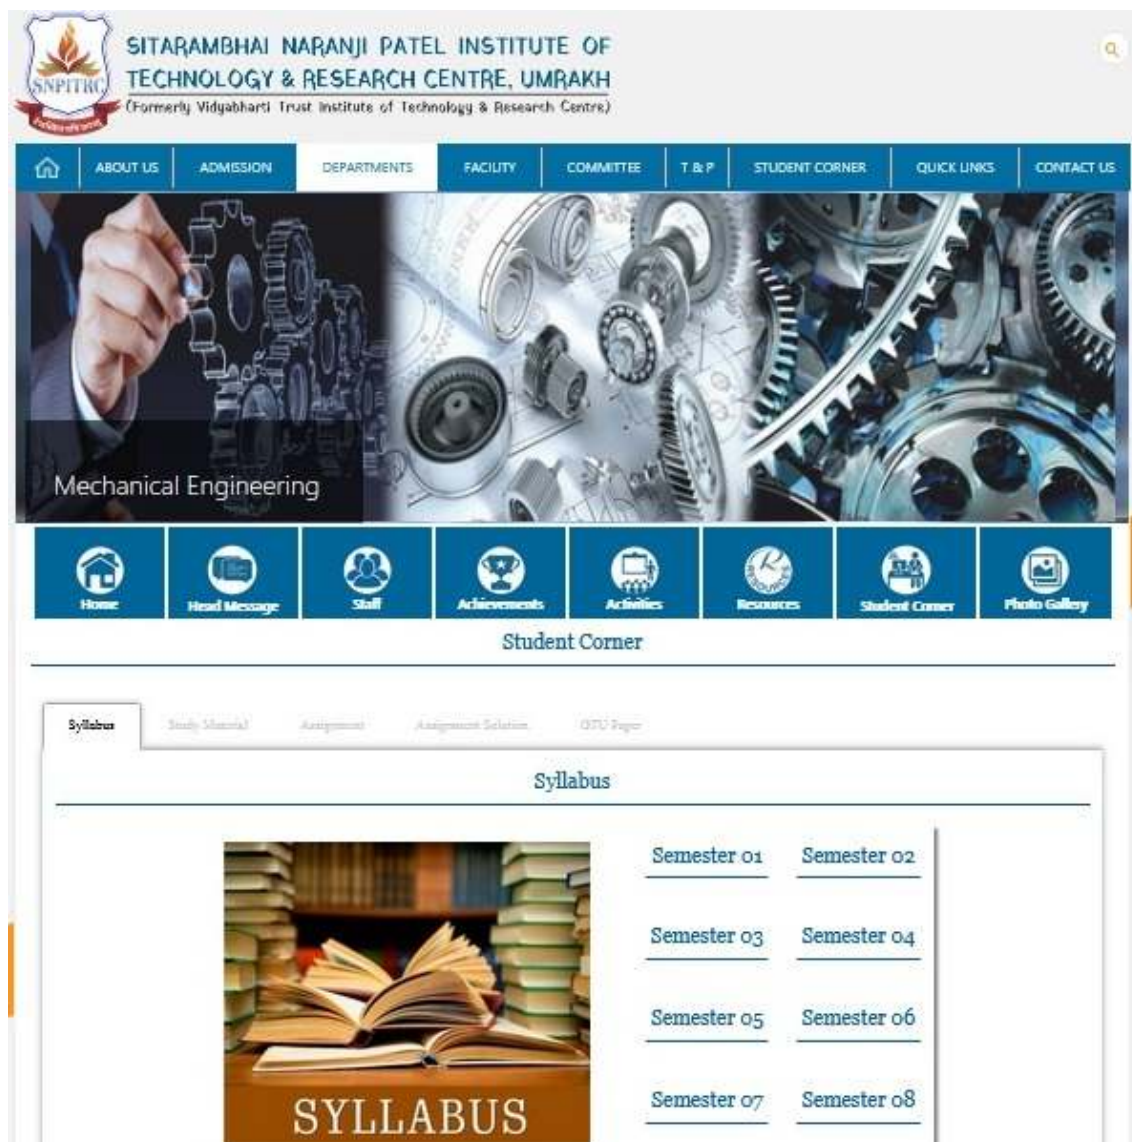 SNPITRC
SITARAMBHAI NARANJI PATEL INSTITUTE OF
TECHNOLOGY & RESEARCH CENTRE, UMRAKH
(Formerly Vidyabharti Trust Institute of Technology & Research Centre)
ABOUT US ADMISSION DEPARTMENTS FACILITY COMMITTEE T & P STUDENT CORNER QUICK LINKS CONTACT US
Mechanical Engineering
Home Head Message Staff Achievements Activities Resources Student Corner Photo Gallery
Student Corner
Syllabus Study Material Assignment Assignment Solution GTU Paper
Syllabus
Semester 01 Semester 02
Semester 03 Semester 04
Semester 05 Semester 06
Semester 07 Semester 08
SYLLABUS